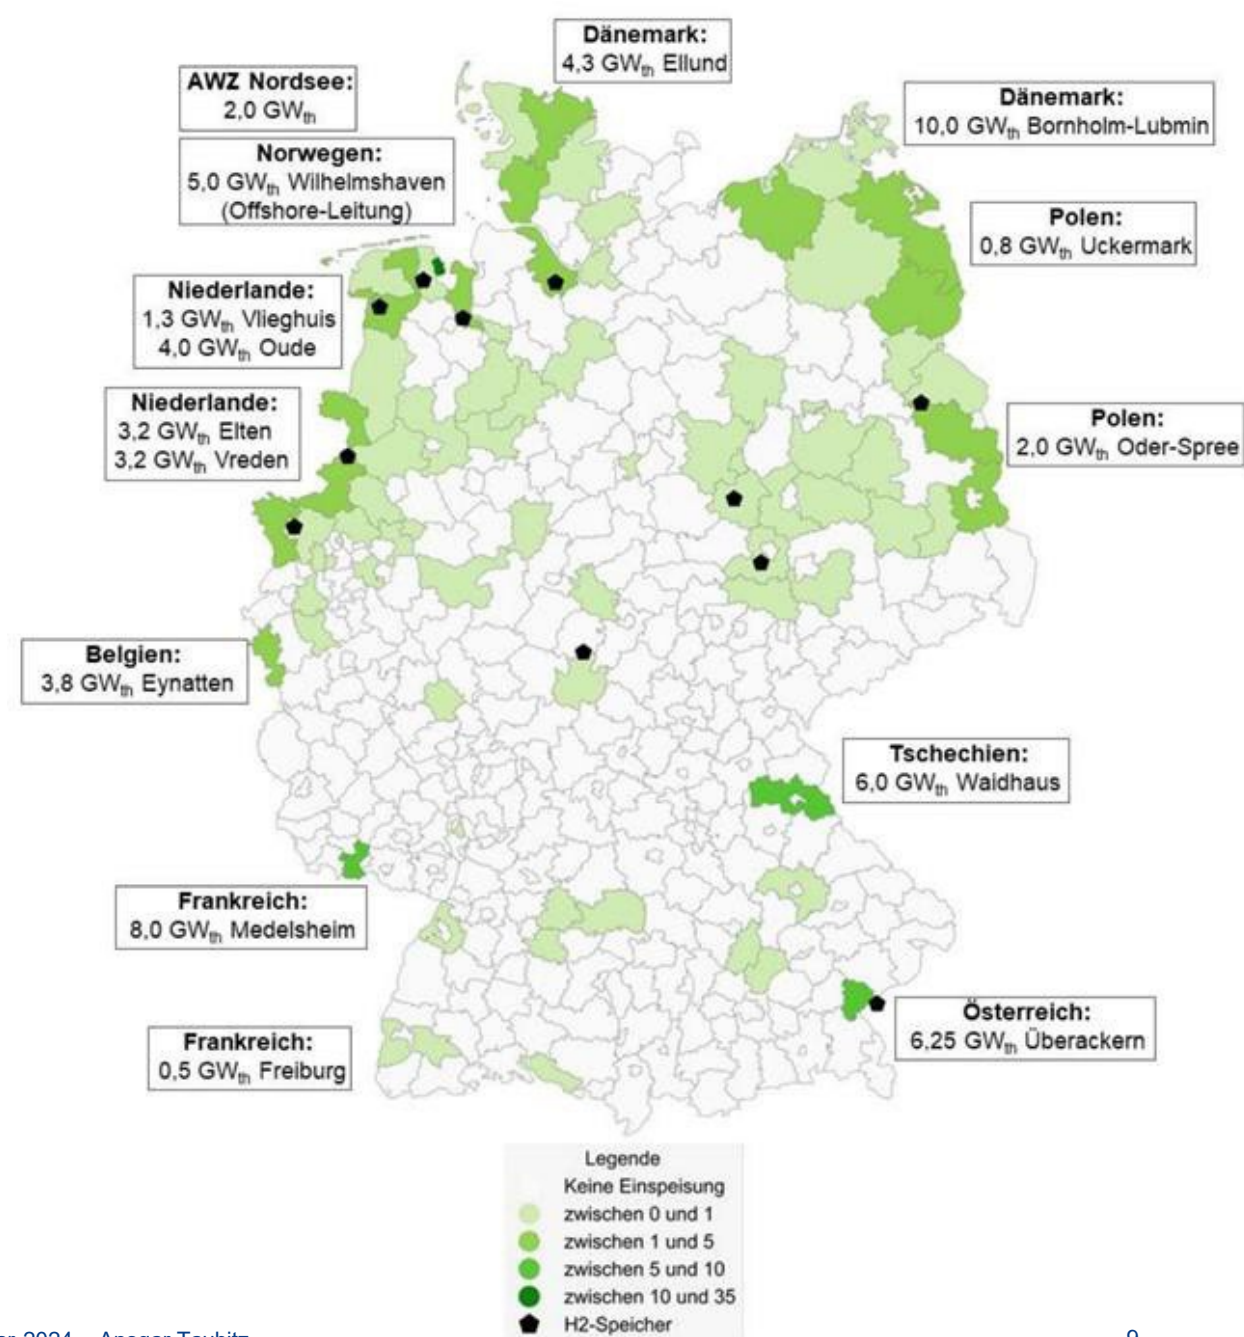 Dänemark:
4,3 GWth Ellund
AWZ Nordsee:
2,0 GWth
Dänemark:
10,0 GWth Bornholm-Lubmin
Norwegen:
5,0 GWth Wilhelmshaven
(Offshore-Leitung)
Polen:
0,8 GWth Uckermark
Niederlande:
1,3 GWth Vlieghuis
4,0 GWth Oude
Niederlande:
3,2 GWth Elten
3,2 GWth Vreden
Polen:
2,0 GWth Oder-Spree
Belgien:
3,8 GWth Eynatten
Tschechien:
6,0 GWth Waidhaus
Frankreich:
8,0 GWth Medelsheim
Österreich:
6,25 GWth Überackern
Frankreich:
0,5 GWth Freiburg
Legende
Keine Einspeisung
zwischen 0 und 1
zwischen 1 und 5
zwischen 5 und 10
zwischen 10 und 35
H2-Speicher